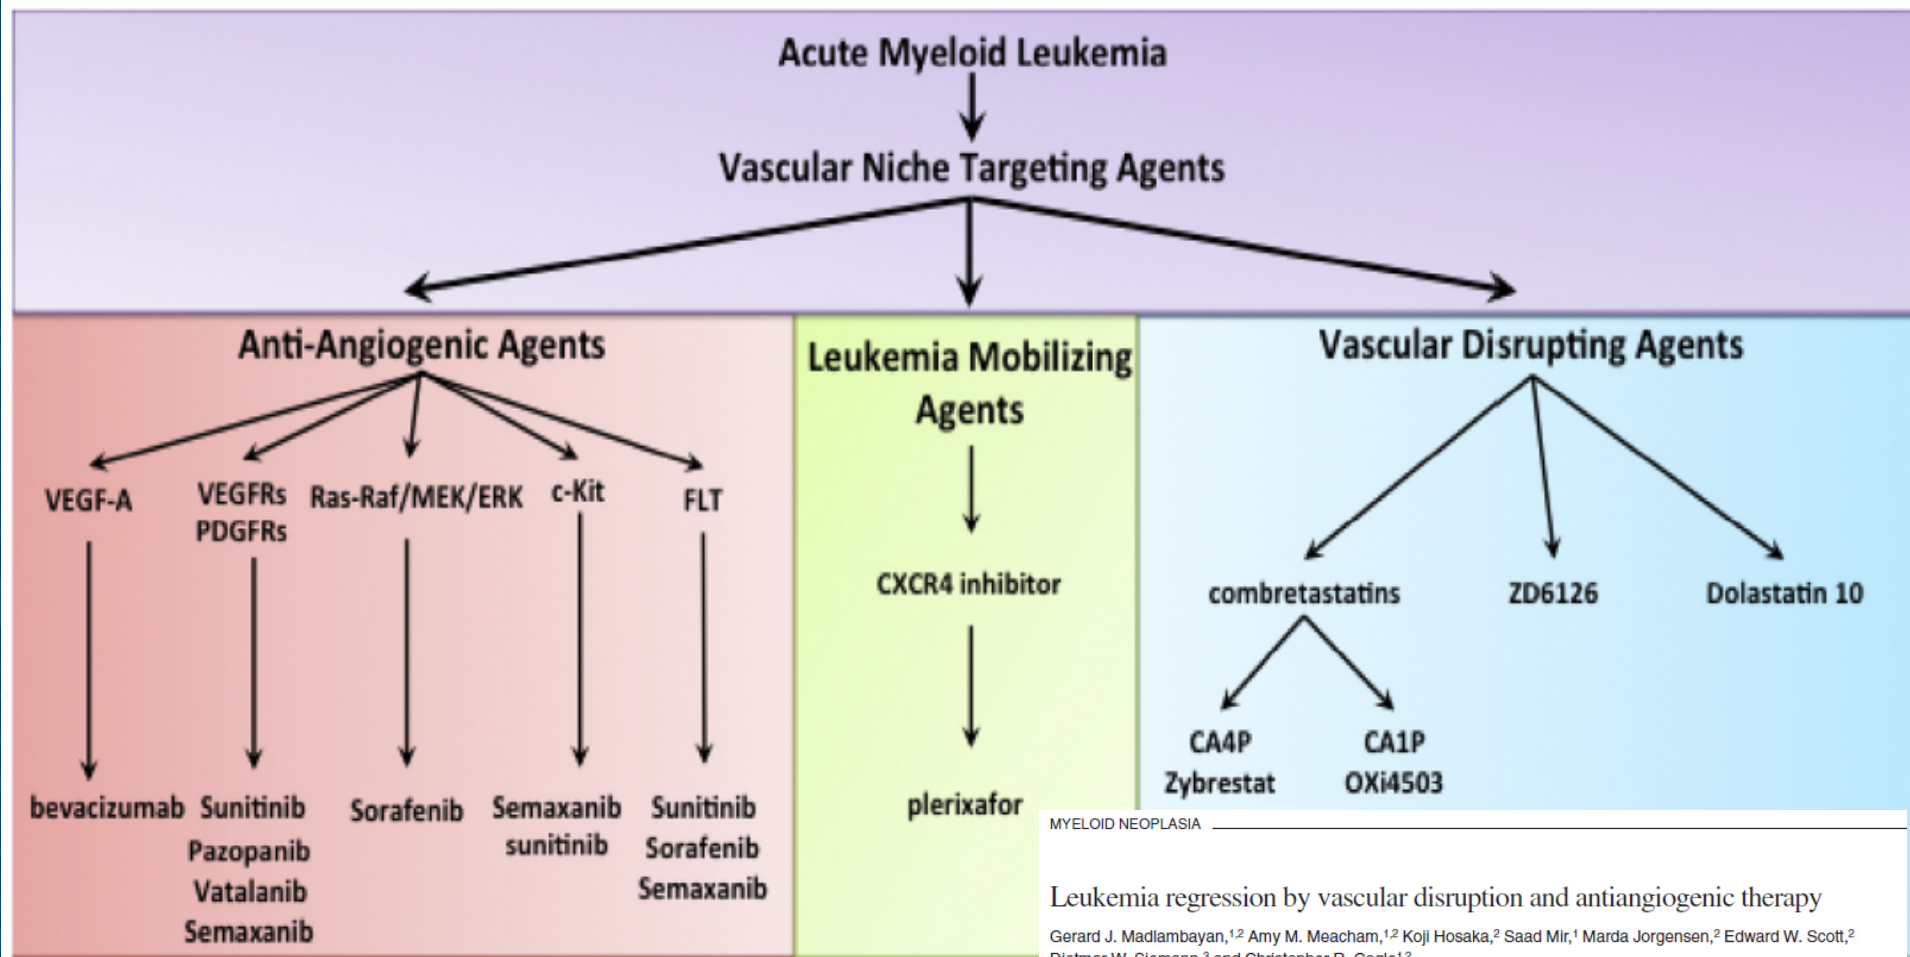 Acute Myeloid Leukemia
Vascular Niche Targeting Agents
Anti-Angiogenic Agents
VEGF-A
VEGFRs
PDGFRs
Ras-Raf/MEK/ERK
c-Kit
FLT
bevacizumab
Sunitinib
Pazopanib
Vatalanib
Semaxanib
Sorafenib
Semaxanib
sunitinib
Sunitinib
Sorafenib
Semaxanib
Leukemia Mobilizing
Agents
CXCR4 inhibitor
plerixafor
Vascular Disrupting Agents
combretastatins
ZD6126
Dolastatin 10
CA4P
Zybrestat
CA1P
OXi4503
MYELOID NEOPLASIA
Leukemia regression by vascular disruption and antiangiogenic therapy
Gerard J. Madlambayan,1,2 Amy M. Meacham,1,2 Koji Hosaka,2 Saad Mir,1 Marda Jorgensen,2 Edward W. Scott,2